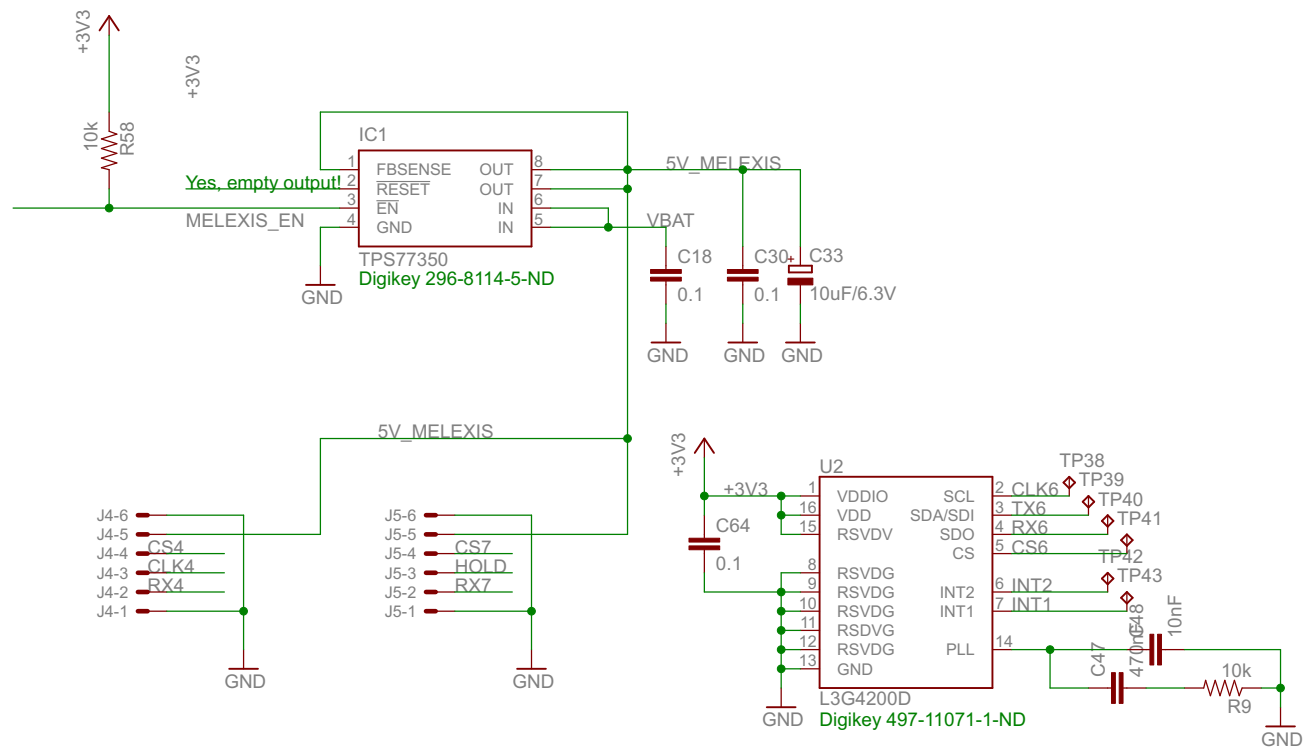 +3V3
+3V3
10k
R58
IC1
1 FBSENSE OUT 8
Yes, empty output! 2 RESET OUT 7
3 EN IN 6
MELEXIS_EN 4 GND IN 5
5V_MELEXIS
VBAT
TPS77350
Digikey 296-8114-5-ND
GND
C18
0.1
C30
0.1
C33
+
10uF/6.3V
GND
GND
GND
5V_MELEXIS
J4-6
J4-5
J4-4 CS4
J4-3 CLK4
J4-2 RX4
J4-1
GND
J5-6
J5-5
J5-4 CS7
J5-3 HOLD
J5-2 RX7
J5-1
GND
+3V3
+3V3
C64
0.1
U2
1 VDDIO SCL 2 CLK6
16 VDD SDA/SDI 3 TX6
15 RSVDV SDO 4 RX6
CS 5 CS6
8 RSVDG
9 RSVDG INT2 6 INT2
10 RSVDG INT1 7 INT1
11 RSDVG
12 RSVDG PLL 14
13 GND
L3G4200D
Digikey 497-11071-1-ND
GND
TP38
TP39
TP40
TP41
TP42
TP43
C48
10nF
C47
470nF
10k
R9
GND